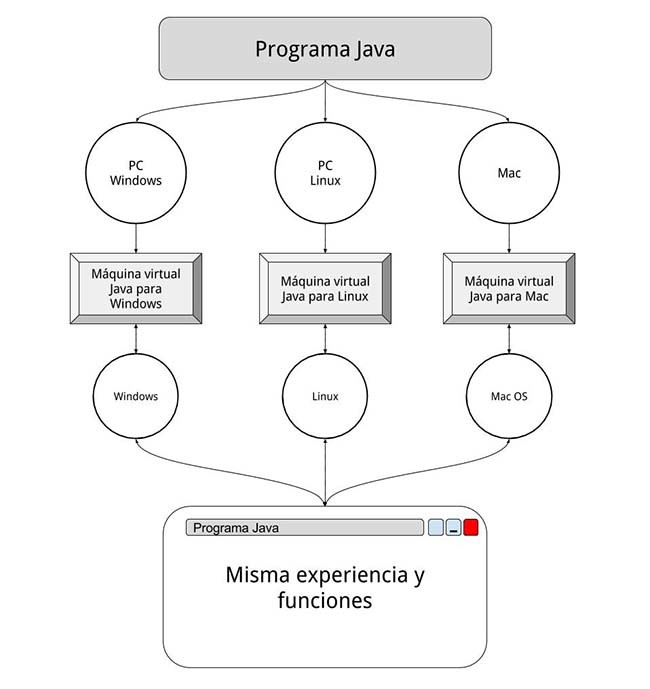 Programa Java
PC
Windows
PC
Linux
Mac
Máquina virtual
Java para
Windows
Máquina virtual
Java para Linux
Máquina virtual
Java para Mac
Windows
Linux
Mac OS
Programa Java
Misma experiencia y
funciones